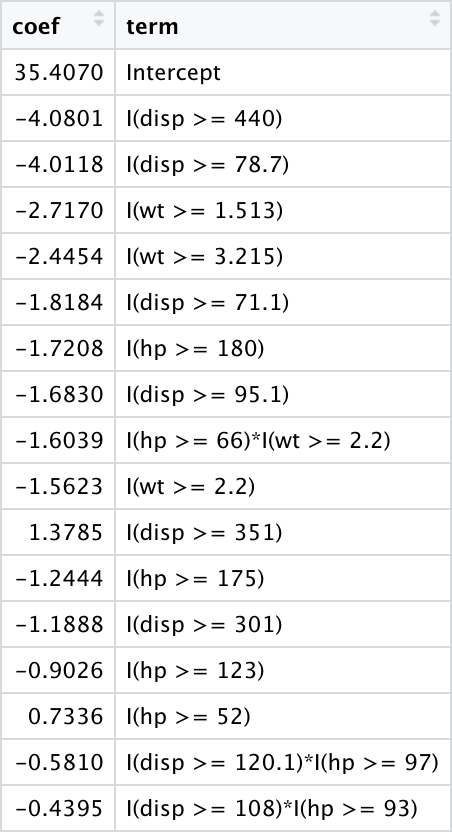 coef term
35.4070 Intercept
−4.0801 I(disp >= 440)
−4.0118 I(disp >= 78.7)
−2.7170 I(wt >= 1.513)
−2.4454 I(wt >= 3.215)
−1.8184 I(disp >= 71.1)
−1.7208 I(hp >= 180)
−1.6830 I(disp >= 95.1)
−1.6039 I(hp >= 66)*I(wt >= 2.2)
−1.5623 I(wt >= 2.2)
1.3785 I(disp >= 351)
−1.2444 I(hp >= 175)
−1.1888 I(disp >= 301)
−0.9026 I(hp >= 123)
0.7336 I(hp >= 52)
−0.5810 I(disp >= 120.1)*I(hp >= 97)
−0.4395 I(disp >= 108)*I(hp >= 93)